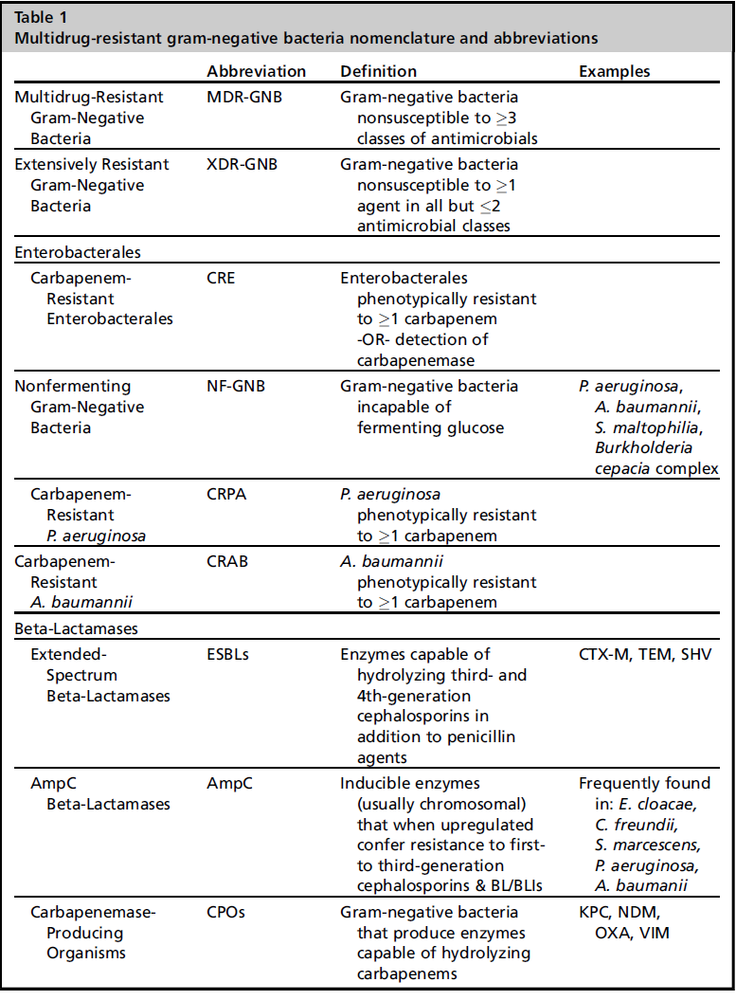 Table 1
Multidrug-resistant gram-negative bacteria nomenclature and abbreviations
Abbreviation Definition Examples
Multidrug-Resistant MDR-GNB Gram-negative bacteria
Gram-Negative nonsusceptible to ≥3
Bacteria classes of antimicrobials
Extensively Resistant XDR-GNB Gram-negative bacteria
Gram-Negative nonsusceptible to ≥1
Bacteria agent in all but ≤2
antimicrobial classes
Enterobacterales
Carbapenem- CRE Enterobacterales
Resistant phenotypically resistant
Enterobacterales to ≥1 carbapenem
-OR- detection of
carbapenemase
Nonfermenting NF-GNB Gram-negative bacteria P. aeruginosa,
Gram-Negative incapable of A. baumannii,
Bacteria fermenting glucose S. maltophilia,
Burkholderia
cepacia complex
Carbapenem- CRPA P. aeruginosa
Resistant phenotypically resistant
P. aeruginosa to ≥1 carbapenem
Carbapenem- CRAB A. baumannii
Resistant phenotypically resistant
A. baumannii to ≥1 carbapenem
Beta-Lactamases
Extended- ESBLs Enzymes capable of CTX-M, TEM, SHV
Spectrum hydrolyzing third- and
Beta-Lactamases 4th-generation
cephalosporins in
addition to penicillin
agents
AmpC AmpC Inducible enzymes Frequently found
Beta-Lactamases (usually chromosomal) in: E. cloacae,
that when upregulated C. freundii,
confer resistance to first- S. marcescens,
to third-generation P. aeruginosa,
cephalosporins & BL/BLIs A. baumanii
Carbapenemase- CPOs Gram-negative bacteria KPC, NDM,
Producing that produce enzymes OXA, VIM
Organisms capable of hydrolyzing
carbapenems